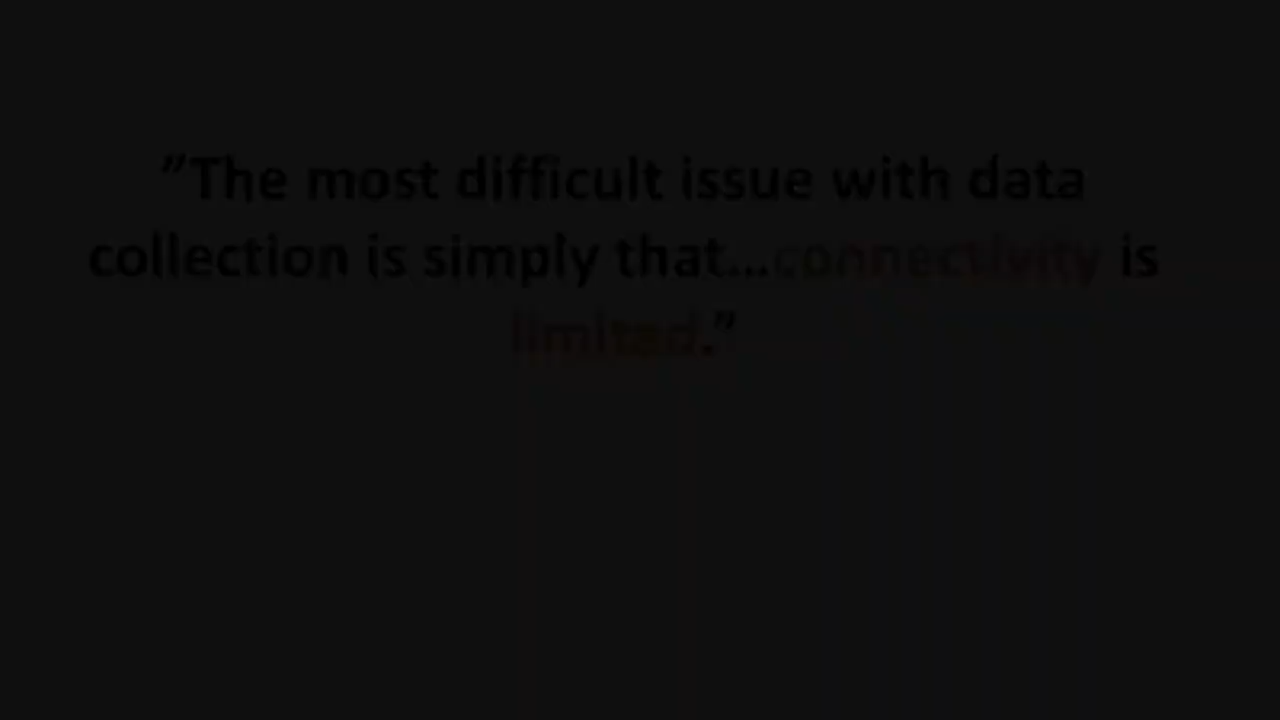 "The most difficult issue with data
collection is simply that...connectivity is
limited."